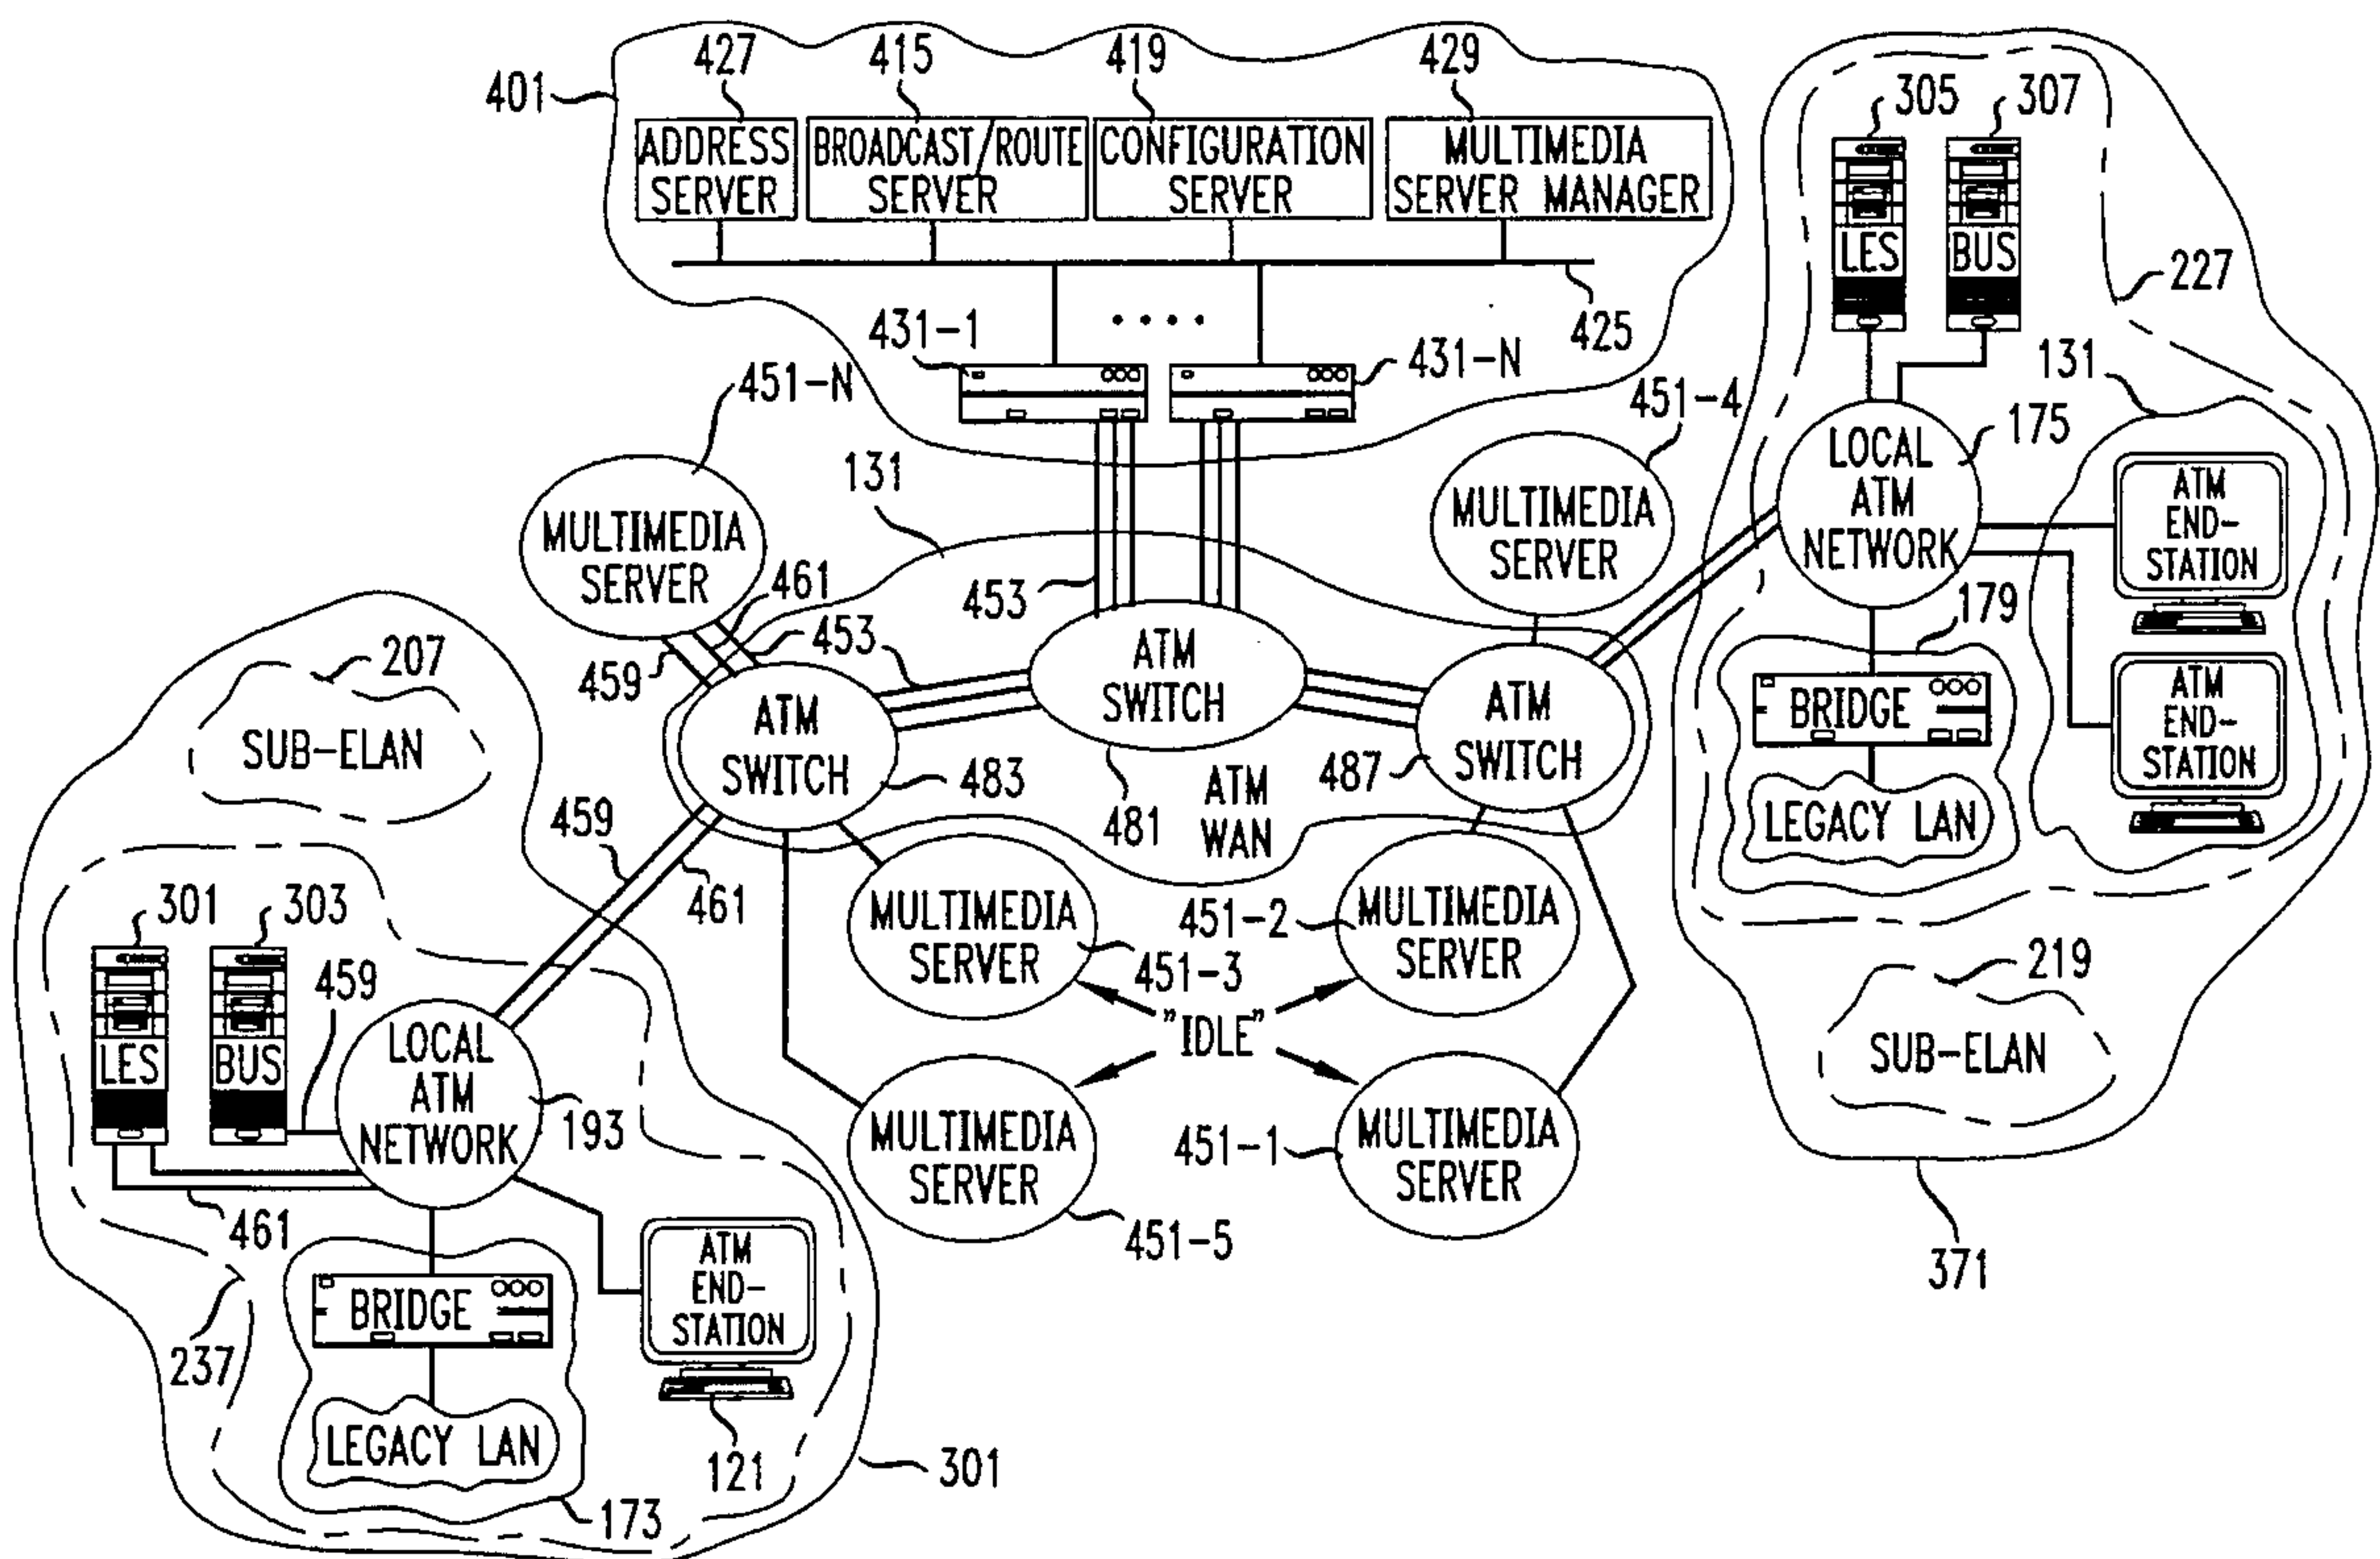 427
415
419
429
401
ADDRESS
SERVER
BROADCAST/ROUTE
SERVER
CONFIGURATION
SERVER
MULTIMEDIA
SERVER MANAGER
425
431-1
431-N
305
307
LES
BUS
227
131
175
LOCAL
ATM
NETWORK
ATM
END-
STATION
179
BRIDGE
LEGACY LAN
ATM
END-
STATION
219
SUB-ELAN
371
451-N
MULTIMEDIA
SERVER
131
451-4
MULTIMEDIA
SERVER
461
453
453
459
ATM
SWITCH
483
ATM
SWITCH
481
ATM
SWITCH
487
ATM
WAN
207
SUB-ELAN
459
461
MULTIMEDIA
SERVER
451-3
451-2
MULTIMEDIA
SERVER
"IDLE"
MULTIMEDIA
SERVER
451-5
451-1
MULTIMEDIA
SERVER
301
303
459
LES
BUS
LOCAL
ATM
NETWORK
193
461
237
BRIDGE
LEGACY LAN
173
ATM
END-
STATION
121
301